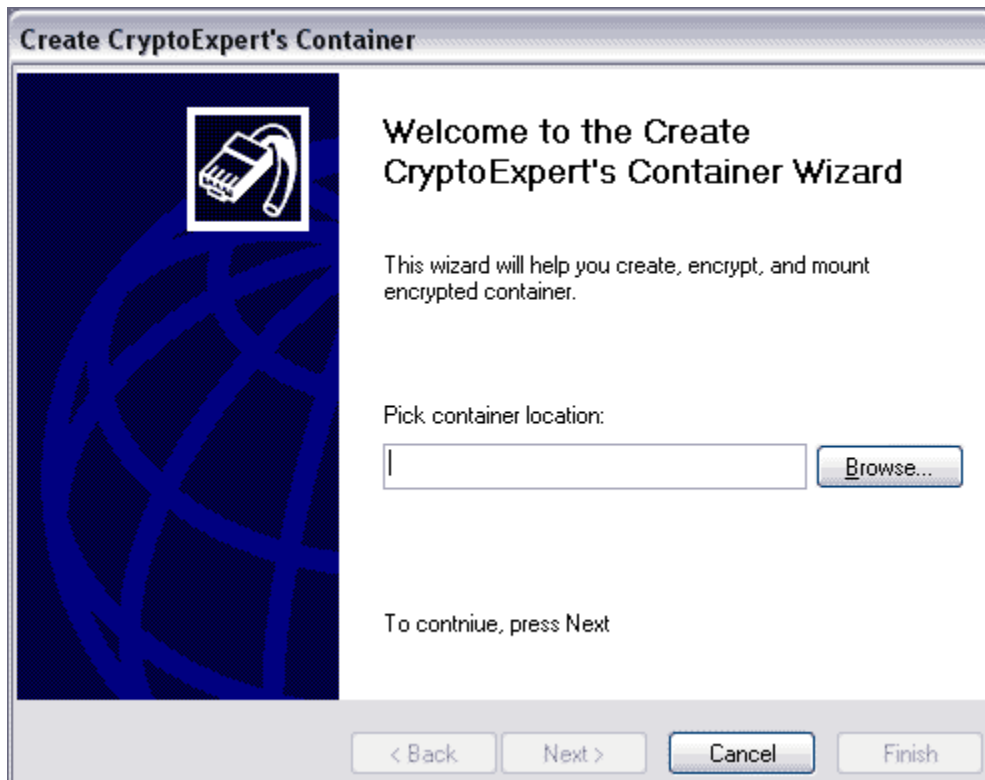 Create CryptoExpert's Container
Welcome to the Create
CryptoExpert's Container Wizard
This wizard will help you create, encrypt, and mount
encrypted container.
Pick container location:
Browse...
To contniue, press Next
< Back Next > Cancel Finish